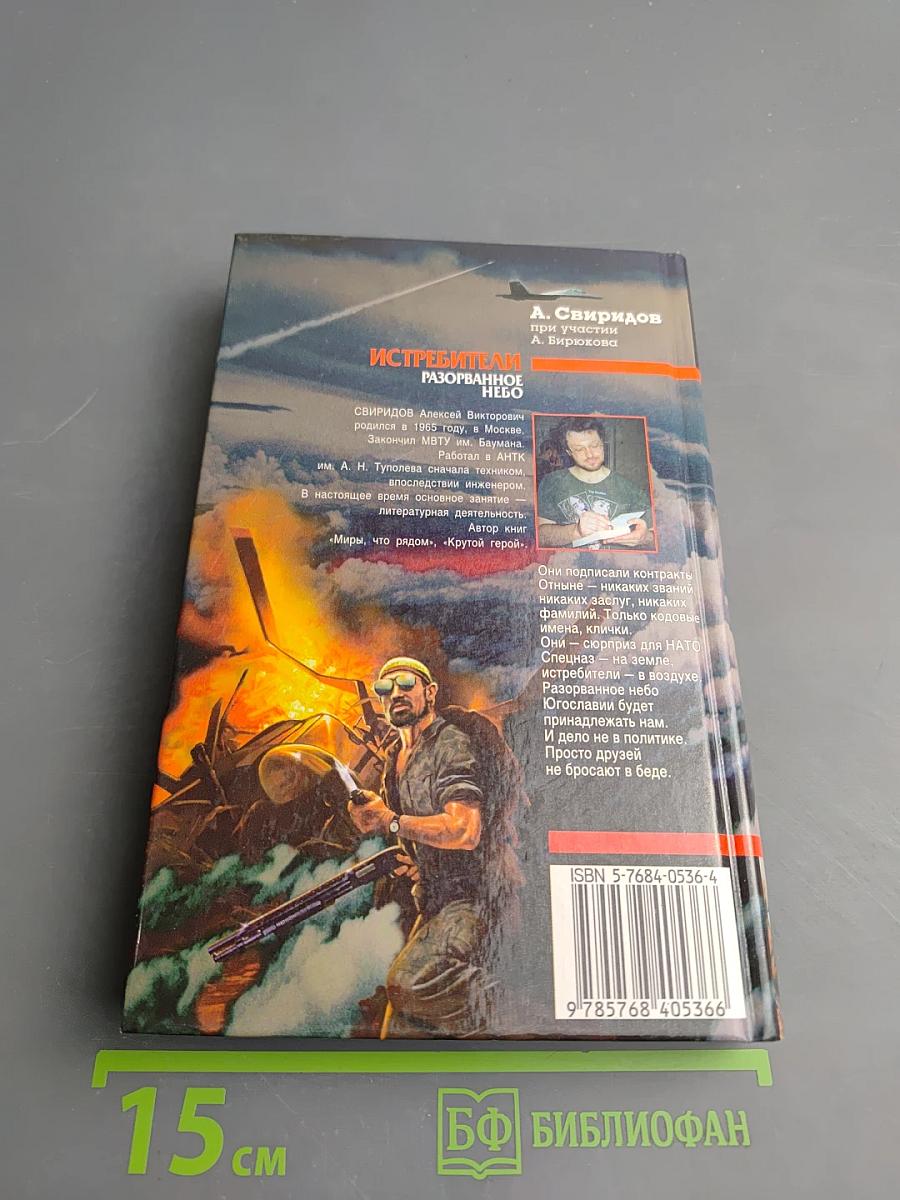 А. Свиридов
при участии
А. Бирюкова
ИСТРЕБИТЕЛИ
РАЗОРВАННОЕ
НЕБО
СВИРИДОВ Алексей Викторович
родился в 1965 году, в Москве.
Закончил МВТУ им. Баумана.
Работал в АНТК
им. А. Н. Туполева сначала техником,
впоследствии инженером.
В настоящее время основное занятие —
литературная деятельность.
Автор книг
«Миры, что рядом», «Крутой герой».
Они подписали контракты
Отныне — никаких званий
никаких заслуг, никаких
фамилий. Только кодовые
имена, клички.
Они — сюрприз для НАТО
Спецназ — на земле,
истребители — в воздухе
Разорванное небо
Югославии будет
принадлежать нам.
И дело не в политике.
Просто друзей
не бросают в беде.
ISBN 5-7684-0536-4
9 785768 405366
15 см
БФ БИБЛИОФАН